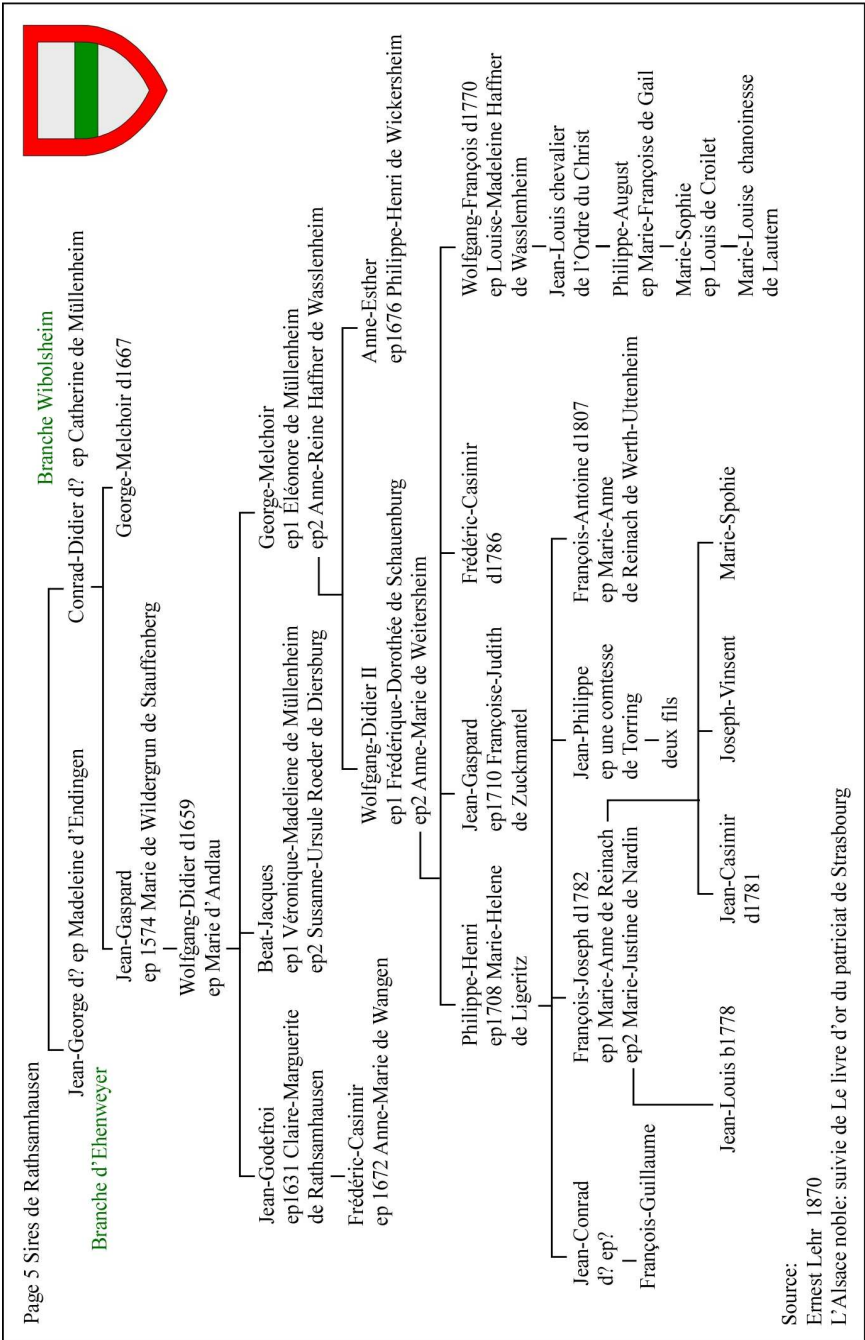 Page 5 Sires de Rathsamhausen
Branche Wibolsheim
Jean-George d? ep Madeleine d'Endingen
Conrad-Didier d? ep Catherine de Müllenheim
Branche d'Ehenweyer
Jean-Gaspard
ep 1574 Marie de Wildergrun de Stauffenberg
George-Melchoir d1667
Wolfgang-Didier d1659
ep Marie d'Andlau
Jean-Godefroi
ep1631 Claire-Marguerite
de Rathsamhausen
Beat-Jacques
ep1 Véronique-Madeliene de Müllenheim
ep2 Susanne-Ursule Roeder de Diersburg
George-Melchoir
ep1 Eléonore de Müllenheim
ep2 Anne-Reine Haffner de Wasslenheim
Frédéric-Casimir
ep 1672 Anne-Marie de Wangen
Wolfgang-Didier II
ep1 Frédérique-Dorothée de Schauenburg
ep2 Anne-Marie de Weitersheim
Anne-Esther
ep1676 Philippe-Henri de Wickersheim
Philippe-Henri
ep1708 Marie-Helene
de Ligeritz
Jean-Gaspard
ep1710 Françoise-Judith
de Zuckmantel
Frédéric-Casimir
d1786
Wolfgang-François d1770
ep Louise-Madeleine Haffner
de Wasslemheim
Jean-Louis chevalier
de l'Ordre du Christ
Philippe-August
ep Marie-Françoise de Gail
Marie-Sophie
ep Louis de Croilet
Marie-Louise chanoinesse
de Lautern
Jean-Conrad
d? ep?
François-Guillaume
François-Joseph d1782
ep1 Marie-Anne de Reinach
ep2 Marie-Justine de Nardin
Jean-Philippe
ep une comtesse
de Torring
deux fils
François-Antoine d1807
ep Marie-Anne
de Reinach de Werth-Uttenheim
Jean-Louis b1778
Jean-Casimir
d1781
Joseph-Vinsent
Marie-Spohie
Source:
Ernest Lehr 1870
L'Alsace noble: suivie de Le livre d'or du patriciat de Strasbourg